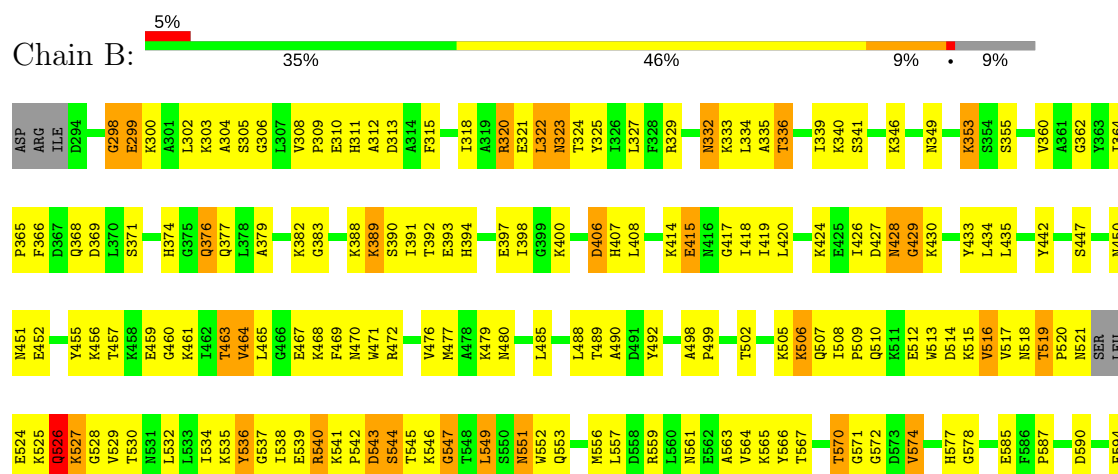 5%
Chain B:
35% 46% 9% • 9%
ASP ARG ILE D294 G298 E299 K300 A301 L302 K303 A304 S305 G306 L307 V308 P309 E310 H311 A312 D313 A314 F315 I318 A319 R320 E321 L322 N323 T324 Y325 I326 L327 F328 R329 N332 K333 L334 A335 T336 I339 K340 S341 K346 N349 K353 S354 S355 V360 A361 G362 Y363 I364
P365 F366 D367 Q368 D369 L370 S371 H374 G375 Q376 Q377 L378 A379 K382 G383 K388 K389 S390 I391 T392 E393 H394 E397 I398 G399 K400 D406 H407 L408 K414 E415 N416 G417 I418 I419 L420 K424 E425 I426 D427 N428 G429 K430 Y433 L434 L435 Y442 S447 N450
N451 E452 Y455 K456 T457 K458 E459 G460 K461 I462 T463 V464 L465 G466 E467 K468 F469 N470 W471 R472 V476 M477 A478 K479 N480 L485 L488 T489 A490 D491 Y492 A498 P499 T502 K505 K506 Q507 I508 P509 Q510 K511 E512 W513 D514 K515 V516 V517 N518 T519 P520 N521 SER LEU
E524 K525 Q526 K527 G528 V529 T530 N531 L532 L533 I534 K535 Y536 G537 I538 E539 R540 K541 P542 D543 S544 T545 K546 G547 T548 L549 S550 N551 W552 Q553 M556 L557 D558 R559 L560 N561 E562 A563 V564 K565 Y566 T567 T570 G571 G572 D573 V574 H577 G578 E585 F586 P587 D590